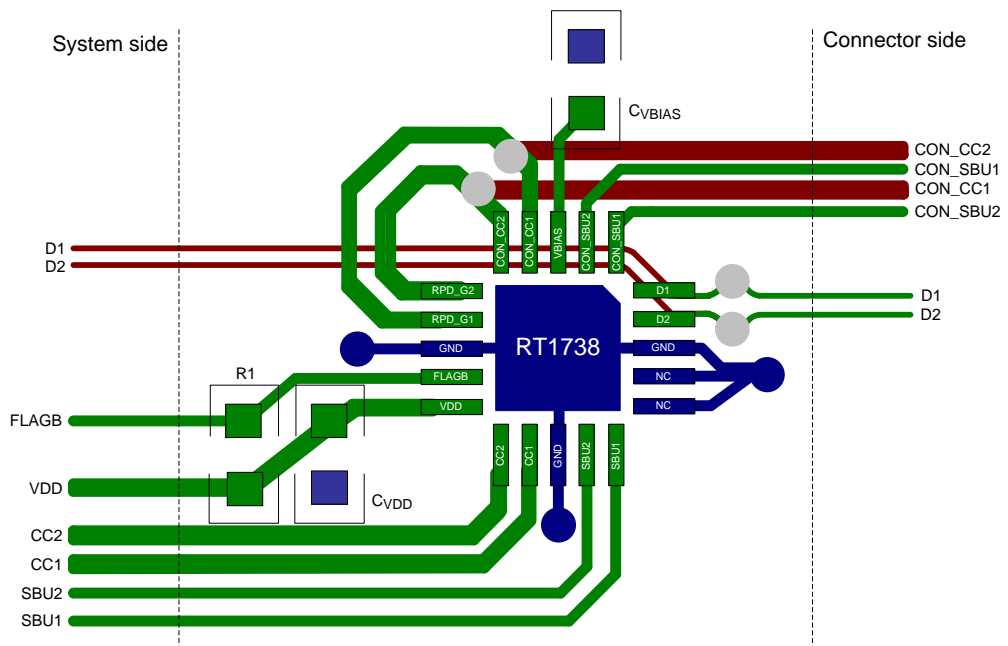 System side
Connector side
CVBIAS
CON_CC2
CON_SBU1
CON_CC1
CON_SBU2
CON_CC2
CON_CC1
VBIAS
CON_SBU2
CON_SBU1
D1
D2
RPD_G2
RPD_G1
GND
FLAGB
VDD
RT1738
D1
D2
GND
NC
NC
D1
D2
R1
FLAGB
VDD
CVDD
CC2
CC1
GND
SBU2
SBU1
CC2
CC1
SBU2
SBU1